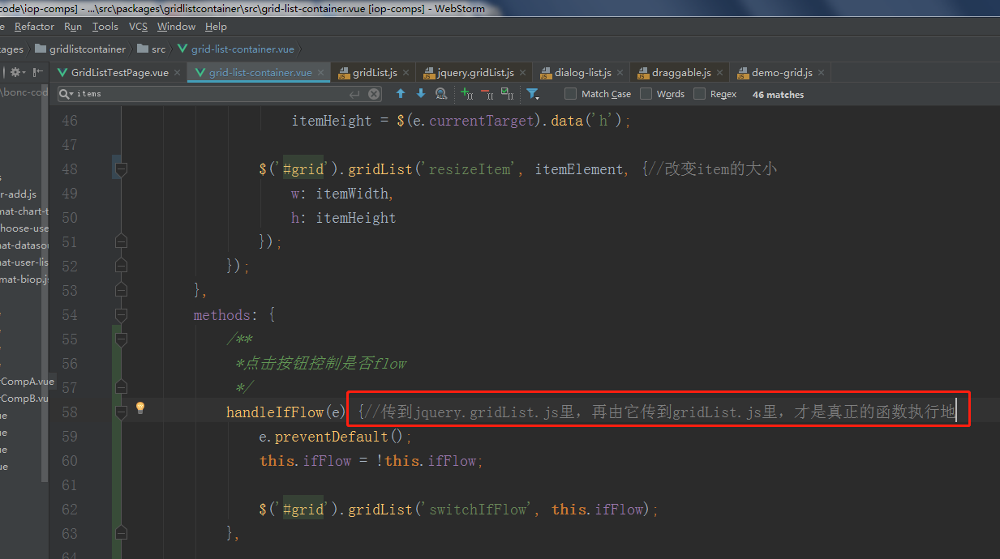 code\iop-comps] - ...\src\packages\gridlistcontainer\src\grid-list-container.vue [iop-comps] - WebStorm
e Refactor Run Tools VCS Window Help
ages gridlistcontainer src grid-list-container.vue
GridListTestPage.vue grid-list-container.vue gridList.js jquery.gridList.js dialog-list.js draggable.js demo-grid.js
\bonc-cod items Match Case Words Regex 46 matches
46 itemHeight = $(e.currentTarget).data('h');
47
48 $('#grid').gridList('resizeItem', itemElement, {//改变item的大小
r-add.js 49 w: itemWidth,
mat-chart-t 50 h: itemHeight
hoose-use
mat-datasou 51 });
mat-user-lis 52 });
mat-biop.js 53 },
54 methods: {
55 /**
56 *点击按钮控制是否flow
CompA.vue 57 */
CompB.vu
58 handleIfFlow(e) {//传到jquery.gridList.js里，再由它传到gridList.js里，才是真正的函数执行地
ue
ue 59 e.preventDefault();
ue 60 this.ifFlow = !this.ifFlow;
ue
61
62 $('#grid').gridList('switchIfFlow', this.ifFlow);
63 },
64